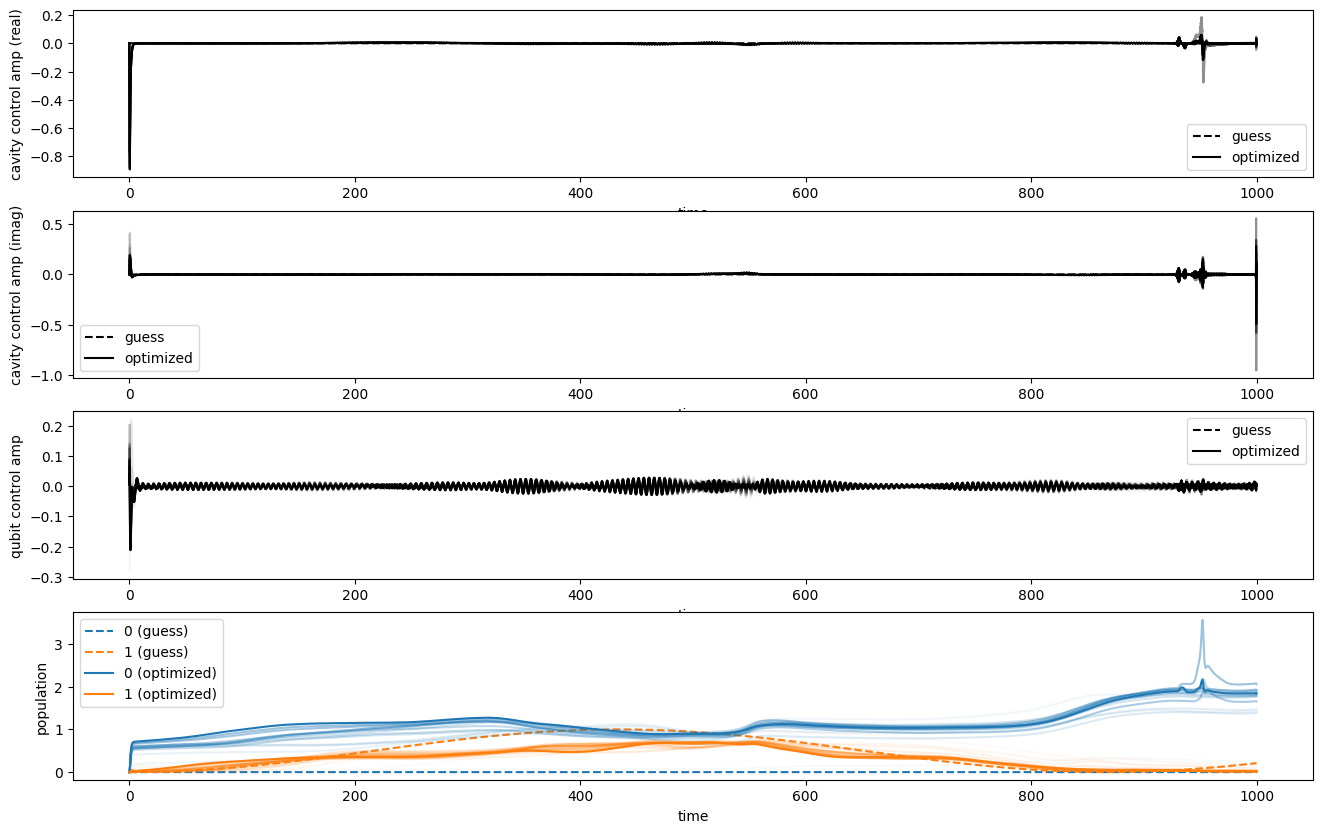 cavity control amp (real)
0.2
0.0
−0.2
−0.4
−0.6
−0.8
guess
optimized
0 200 400 600 800 1000
time
cavity control amp (imag)
0.5
0.0
−0.5
−1.0
guess
optimized
0 200 400 600 800 1000
qubit control amp
0.2
0.1
0.0
−0.1
−0.2
−0.3
guess
optimized
0 200 400 600 800 1000
population
3
2
1
0
0 (guess)
1 (guess)
0 (optimized)
1 (optimized)
0 200 400 600 800 1000
time